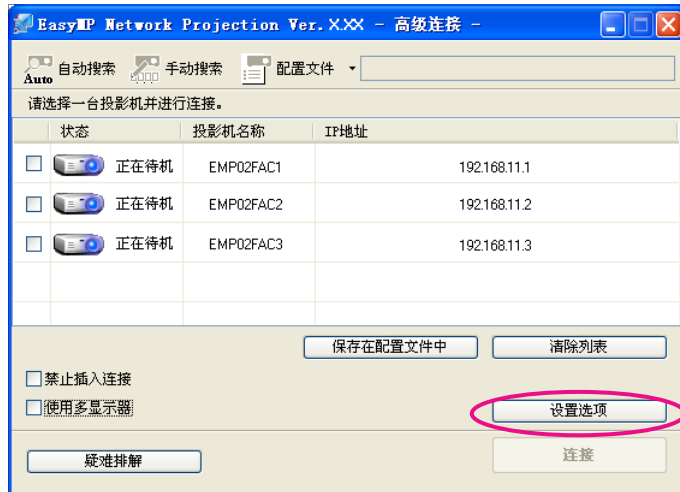 EasyMP Network Projection Ver. X.XX - 高级连接 -
Auto 自动搜索 手动搜索 配置文件
请选择一台投影机并进行连接。
状态 投影机名称 IP地址
正在待机 EMP02FAC1 192.168.11.1
正在待机 EMP02FAC2 192.168.11.2
正在待机 EMP02FAC3 192.168.11.3
保存在配置文件中 清除列表
禁止插入连接
使用多显示器 设置选项
疑难排解 连接